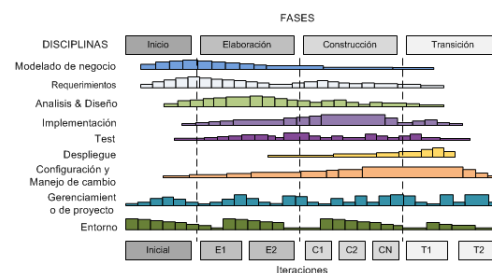 FASES
DISCIPLINAS
Inicio
Elaboración
Construcción
Transición
Modelado de negocio
Requerimientos
Analisis & Diseño
Implementación
Test
Despliegue
Configuración y
Manejo de cambio
Gerenciamient
o de proyecto
Entorno
Inicial
E1
E2
C1
C2
CN
T1
T2
Iteraciones